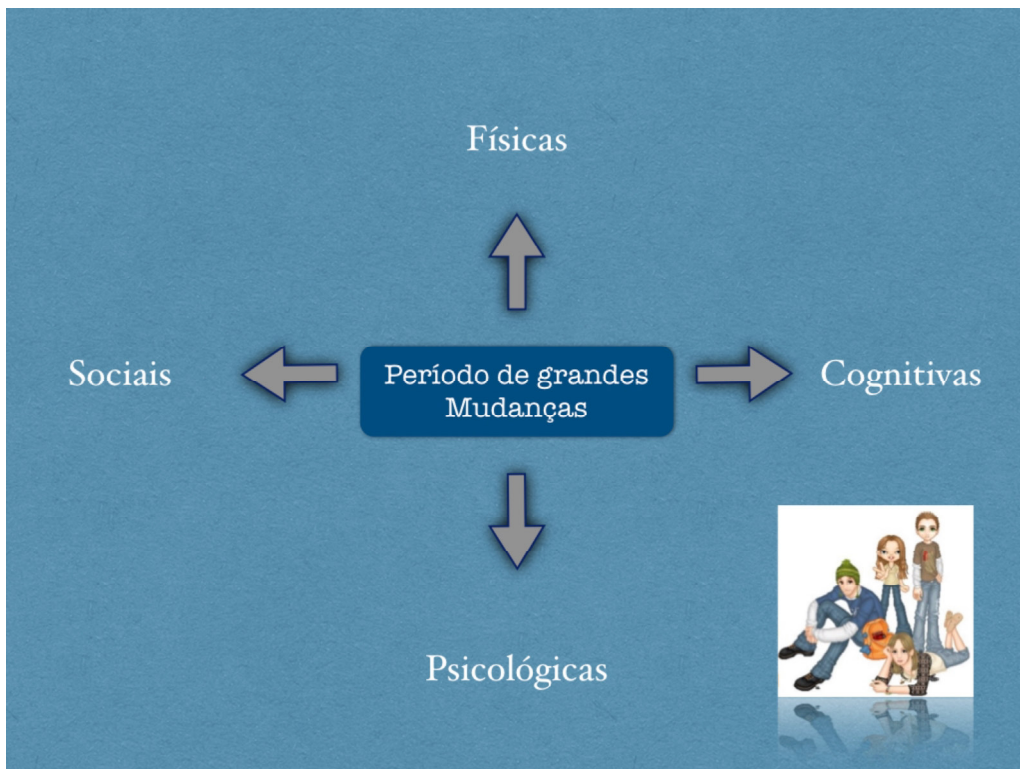 Físicas
Sociais
Período de grandes
Mudanças
Cognitivas
Psicológicas